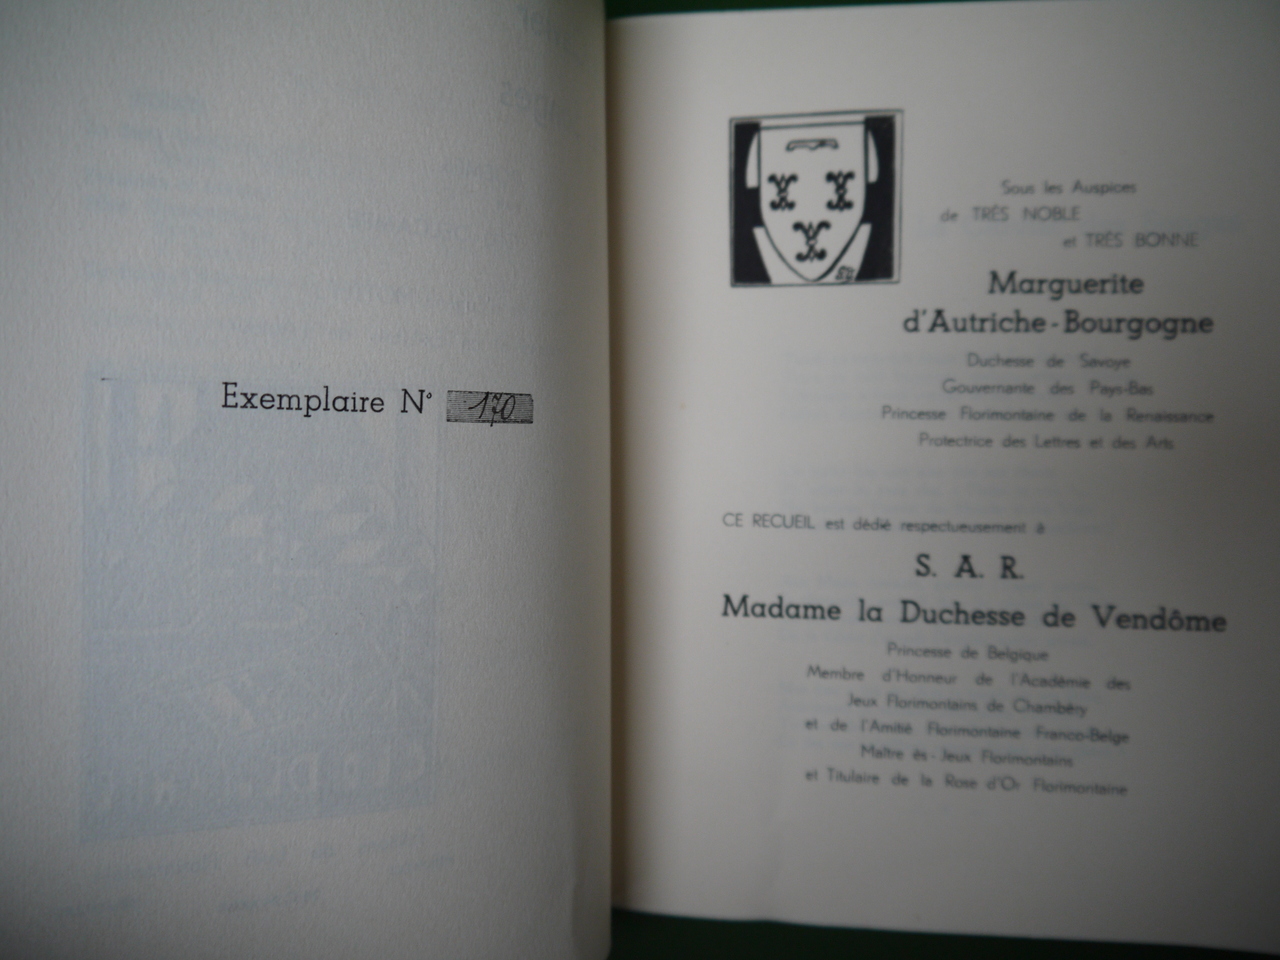 Exemplaire N° 170
Sous les Auspices
de TRÈS NOBLE
et TRÈS BONNE
Marguerite
d'Autriche-Bourgogne
Duchesse de Savoye
Gouvernante des Pays-Bas
Princesse Florimontaine de la Renaissance
Protectrice des Lettres et des Arts
CE RECUEIL est dédié respectueusement à
S. A. R.
Madame la Duchesse de Vendôme
Princesse de Belgique
Membre d'Honneur de l'Académie des
Jeux Florimontains de Chambéry
et de l'Amitié Florimontaine Franco-Belge
Maître ès-Jeux Florimontains
et Titulaire de la Rose d'Or Florimontaine